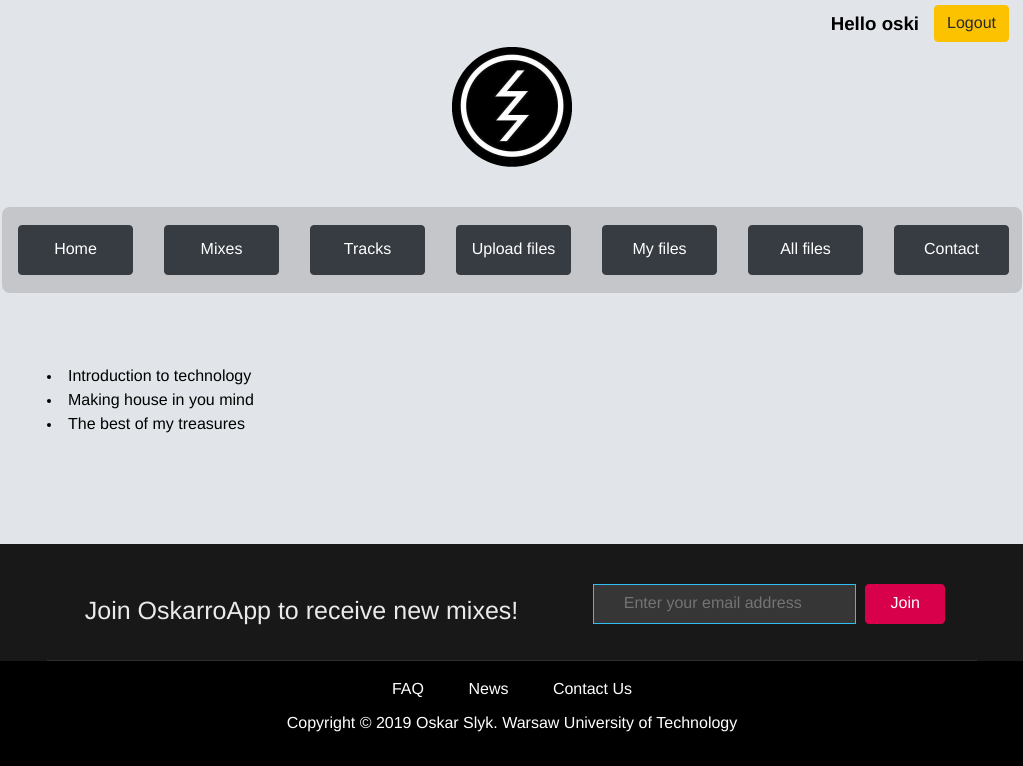 Hello oski Logout
Home Mixes Tracks Upload files My files All files Contact
• Introduction to technology
• Making house in you mind
• The best of my treasures
Join OskarroApp to receive new mixes! Enter your email address Join
FAQ News Contact Us
Copyright © 2019 Oskar Slyk. Warsaw University of Technology